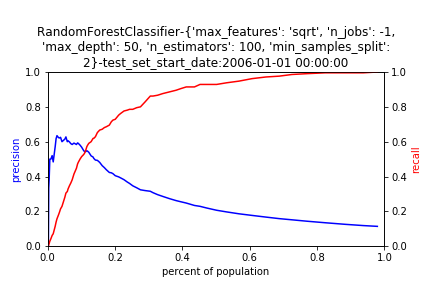 RandomForestClassifier-{'max_features': 'sqrt', 'n_jobs': -1,
'max_depth': 50, 'n_estimators': 100, 'min_samples_split':
2}-test_set_start_date:2006-01-01 00:00:00
1.0
0.8
0.6
0.4
0.2
0.0
precision
1.0
0.8
0.6
0.4
0.2
0.0
recall
0.0 0.2 0.4 0.6 0.8 1.0
percent of population